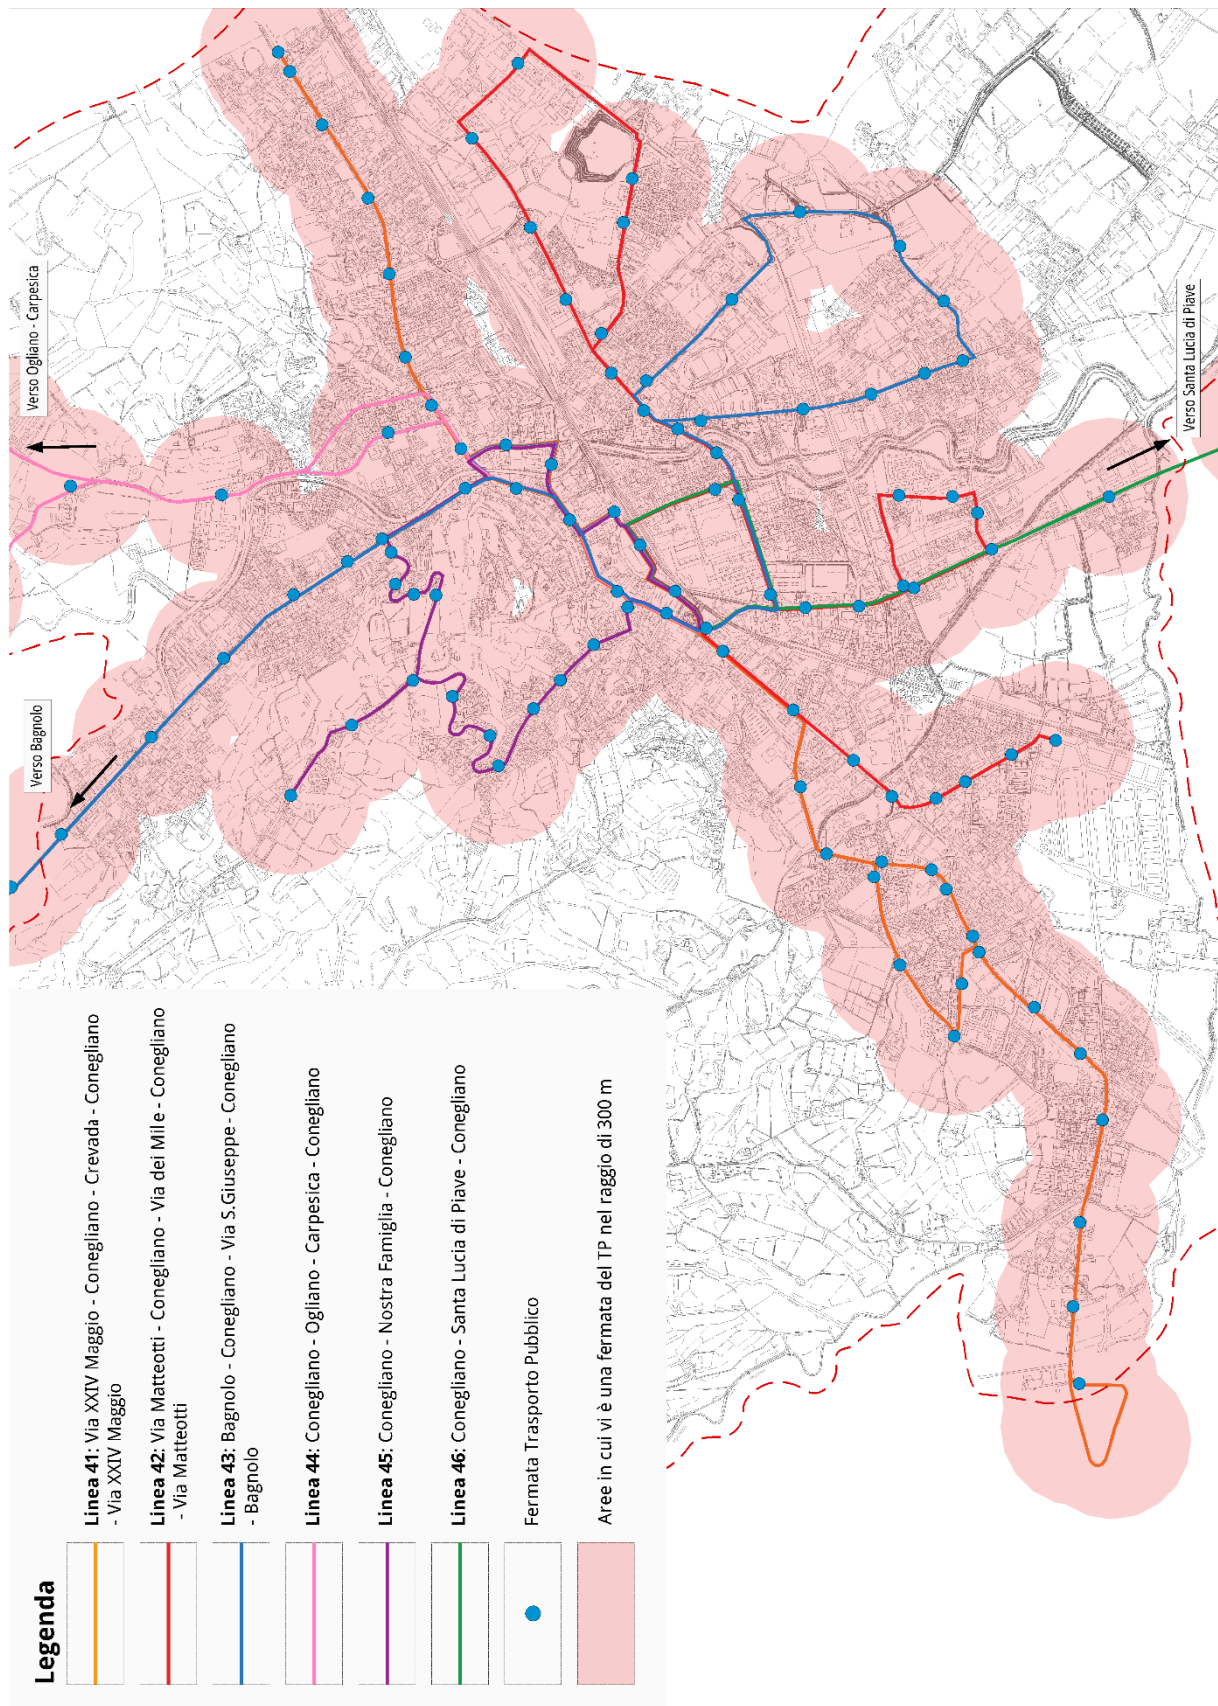 Legenda
Linea 41: Via XXIV Maggio - Conegliano - Crevada - Conegliano
- Via XXIV Maggio
Linea 42: Via Matteotti - Conegliano - Via dei Mille - Conegliano
- Via Matteotti
Linea 43: Bagnolo - Conegliano - Via S.Giuseppe - Conegliano
- Bagnolo
Linea 44: Conegliano - Ogliano - Carpesica - Conegliano
Linea 45: Conegliano - Nostra Famiglia - Conegliano
Linea 46: Conegliano - Santa Lucia di Piave - Conegliano
Fermata Trasporto Pubblico
Aree in cui vi è una fermata del TP nel raggio di 300 m
Verso Bagnolo
Verso Ogliano - Carpesica
Verso Santa Lucia di Piave